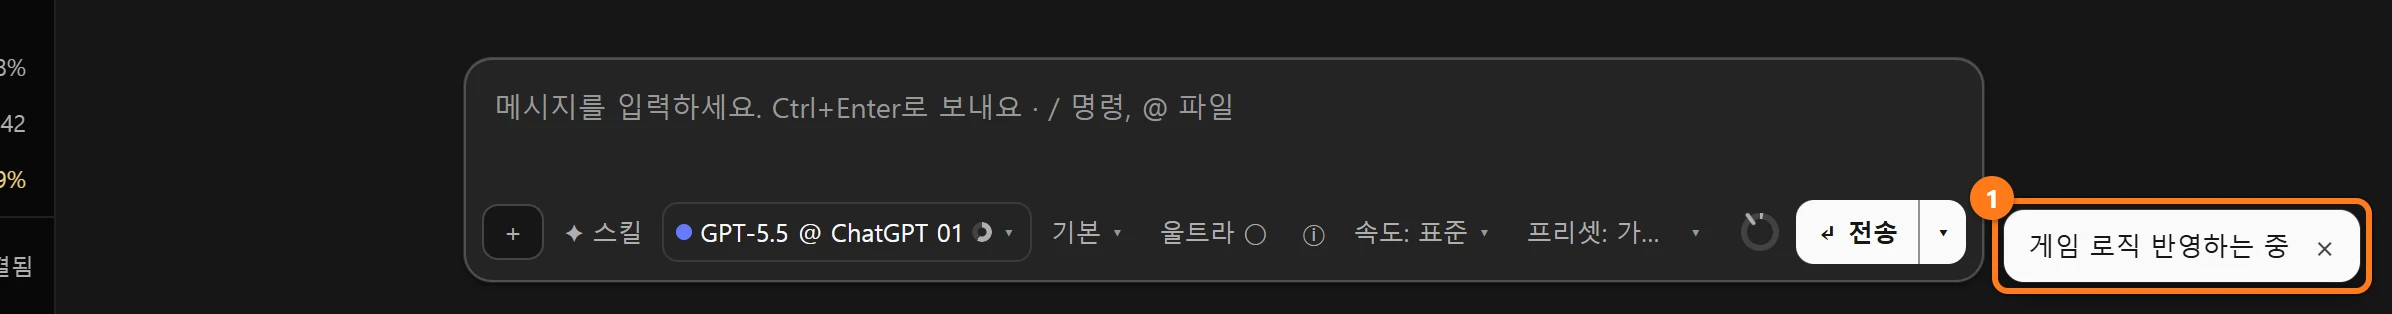 3%
메시지를 입력하세요. Ctrl+Enter로 보내요 · / 명령, @ 파일
42
9%
1
+ ✦ 스킬 GPT-5.5 @ ChatGPT 01 ▾ 기본 ▾ 울트라 ○ ⓘ 속도: 표준 ▾ 프리셋: 가... ▾ ↵ 전송 ▾
게임 로직 반영하는 중 ×
결됨